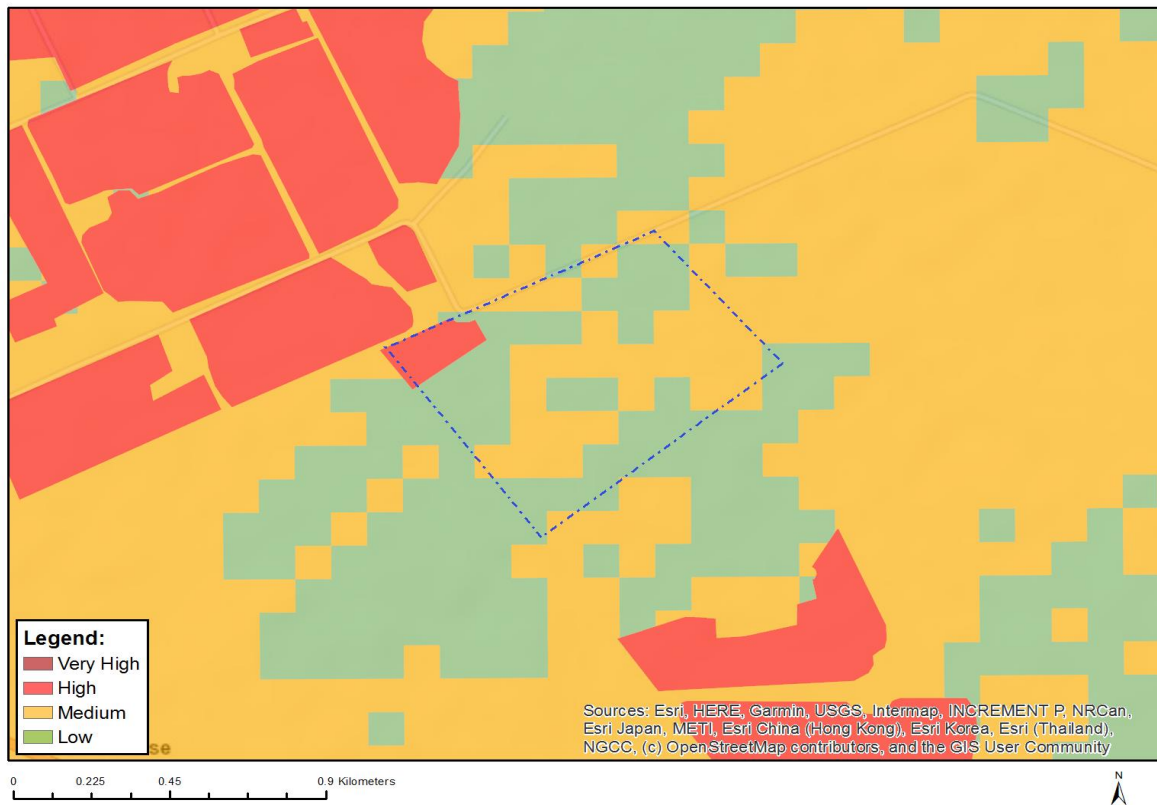 Legend:
Very High
High
Medium
Low
se
Sources: Esri, HERE, Garmin, USGS, Intermap, INCREMENT P, NRCan,
Esri Japan, METI, Esri China (Hong Kong), Esri Korea, Esri (Thailand),
NGCC, (c) OpenStreetMap contributors, and the GIS User Community
0 0.225 0.45 0.9 Kilometers
N